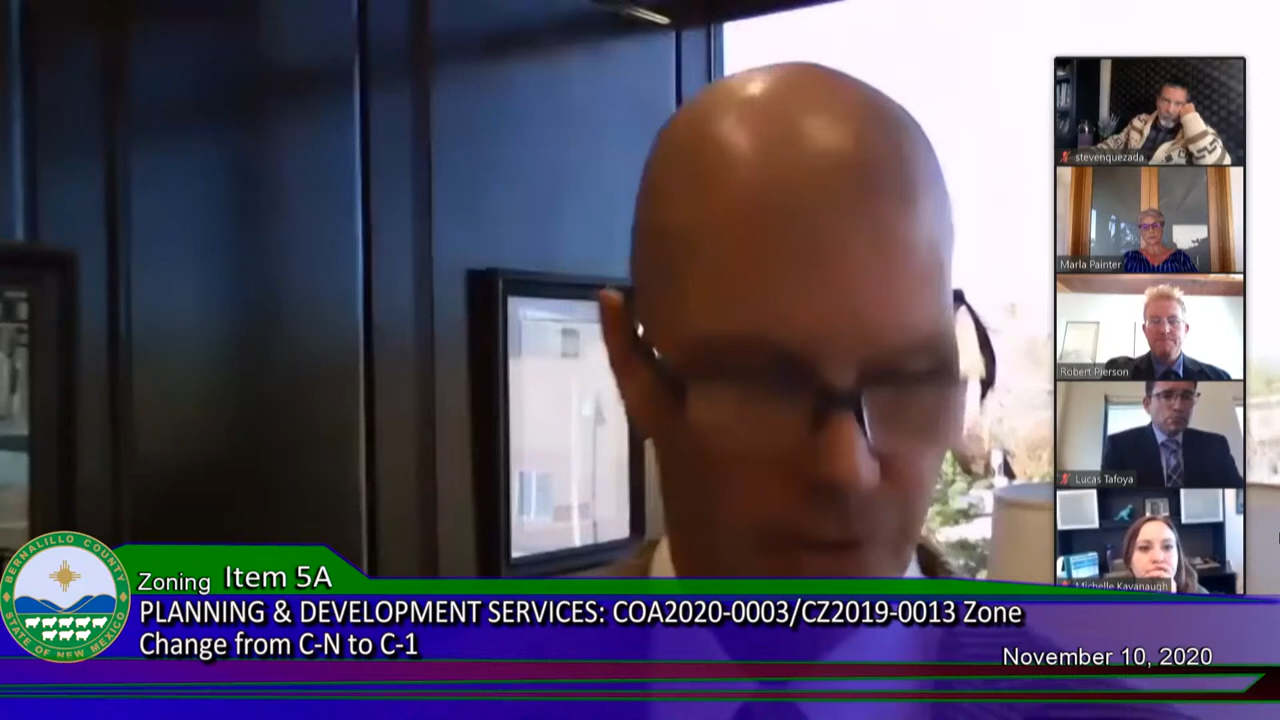 stevenquezada
Marla Painter
Robert Pierson
Lucas Tafoya
Michelle Kavanaugh
BERNALILLO COUNTY
STATE OF NEW MEXICO
Zoning Item 5A
PLANNING & DEVELOPMENT SERVICES: COA2020-0003/CZ2019-0013 Zone
Change from C-N to C-1
November 10, 2020